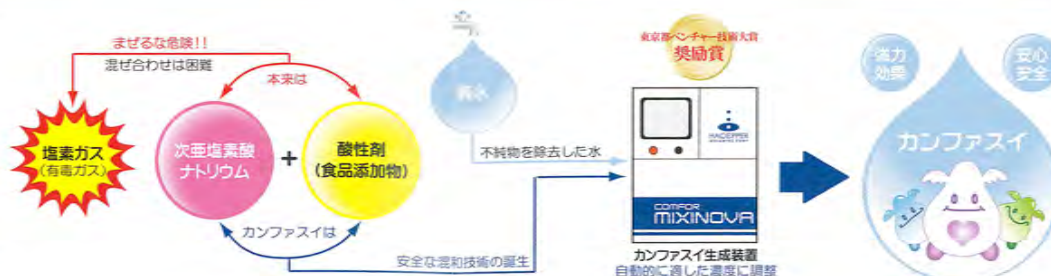 まぜるな危険!!
混ぜ合わせは困難
本来は
塩素ガス
(有毒ガス)
次亜塩素酸
ナトリウム
+
酸性剤
(食品添加物)
カンファスイは
安全な混和技術の誕生
不純物を除去した水
東京都ベンチャー技術大賞
奨励賞
COMFOR
MIXINOVA
カンファスイ生成装置
自動的に適した濃度に調整
強力
効果
安心
安全
カンファスイ